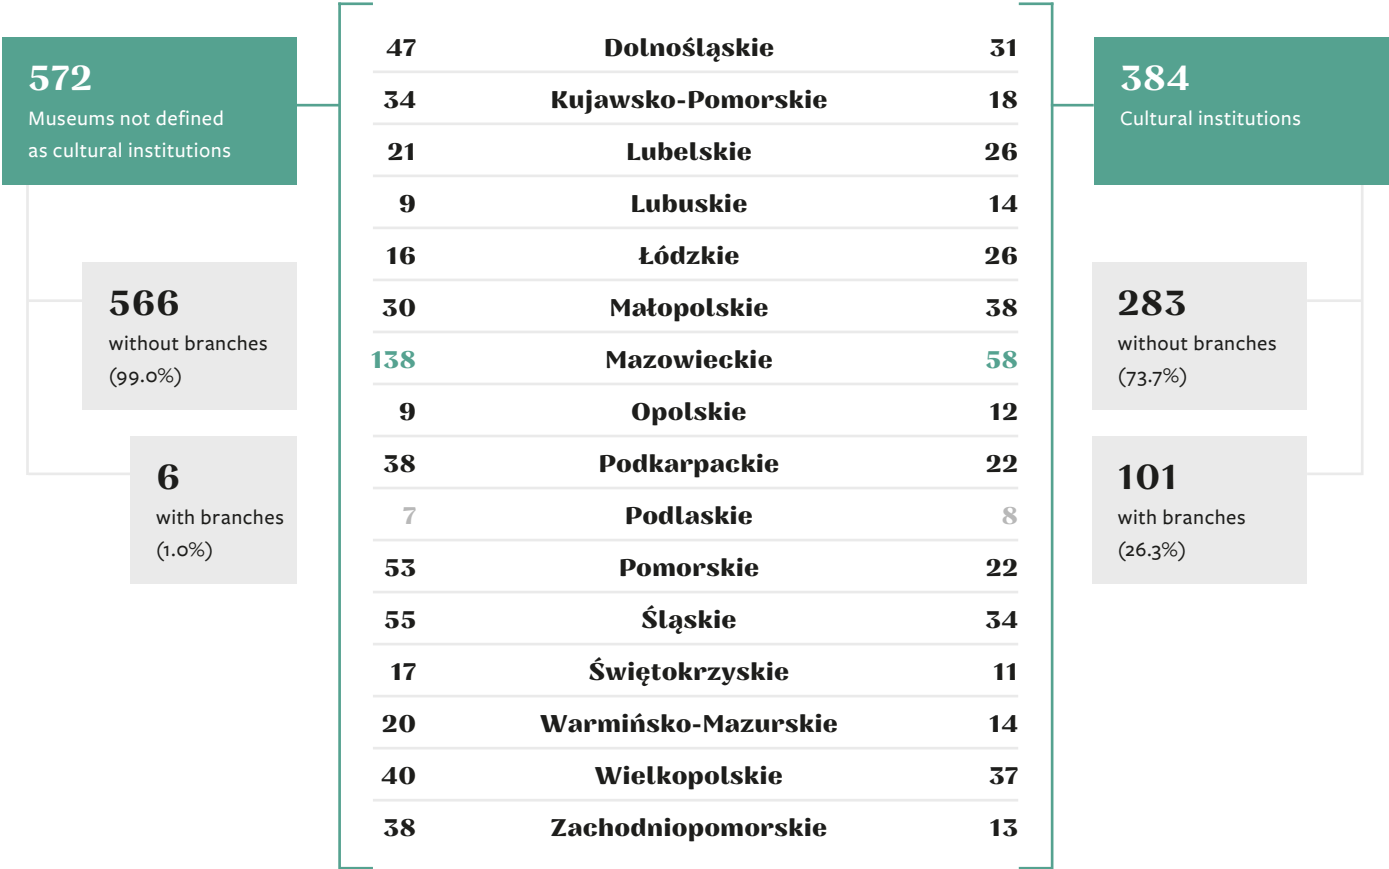 572
Museums not defined
as cultural institutions
566
without branches
(99.0%)
6
with branches
(1.0%)
47 Dolnośląskie 31
34 Kujawsko-Pomorskie 18
21 Lubelskie 26
9 Lubuskie 14
16 Łódzkie 26
30 Małopolskie 38
138 Mazowieckie 58
9 Opolskie 12
38 Podkarpackie 22
7 Podlaskie 8
53 Pomorskie 22
55 Śląskie 34
17 Świętokrzyskie 11
20 Warmińsko-Mazurskie 14
40 Wielkopolskie 37
38 Zachodniopomorskie 13
384
Cultural institutions
283
without branches
(73.7%)
101
with branches
(26.3%)